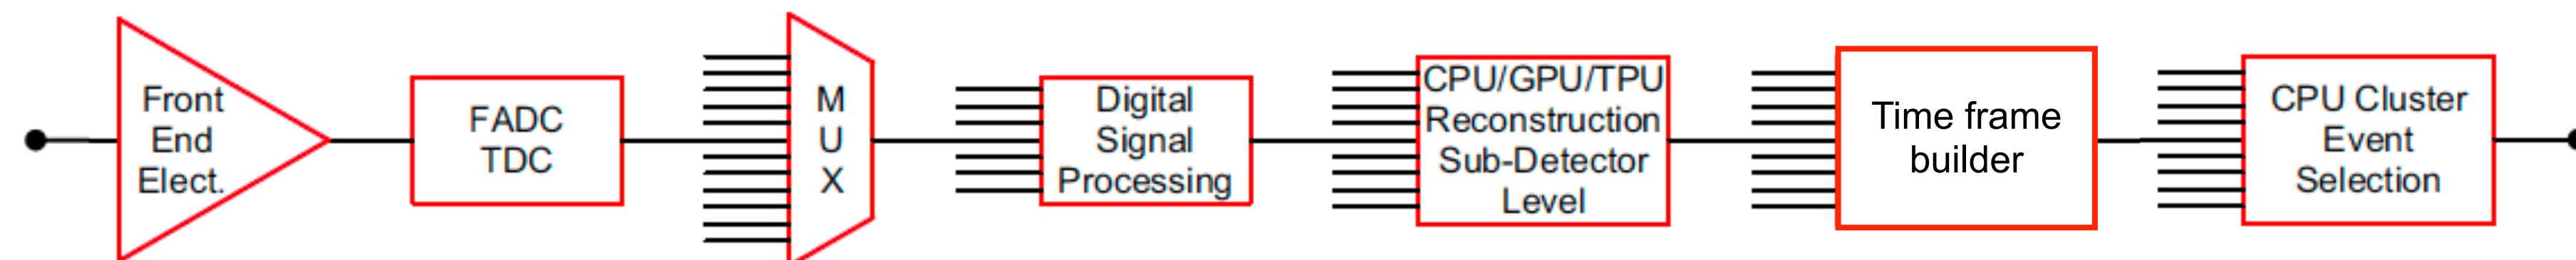 Front
End
Elect.
FADC
TDC
M
U
X
Digital
Signal
Processing
CPU/GPU/TPU
Reconstruction
Sub-Detector
Level
Time frame
builder
CPU Cluster
Event
Selection